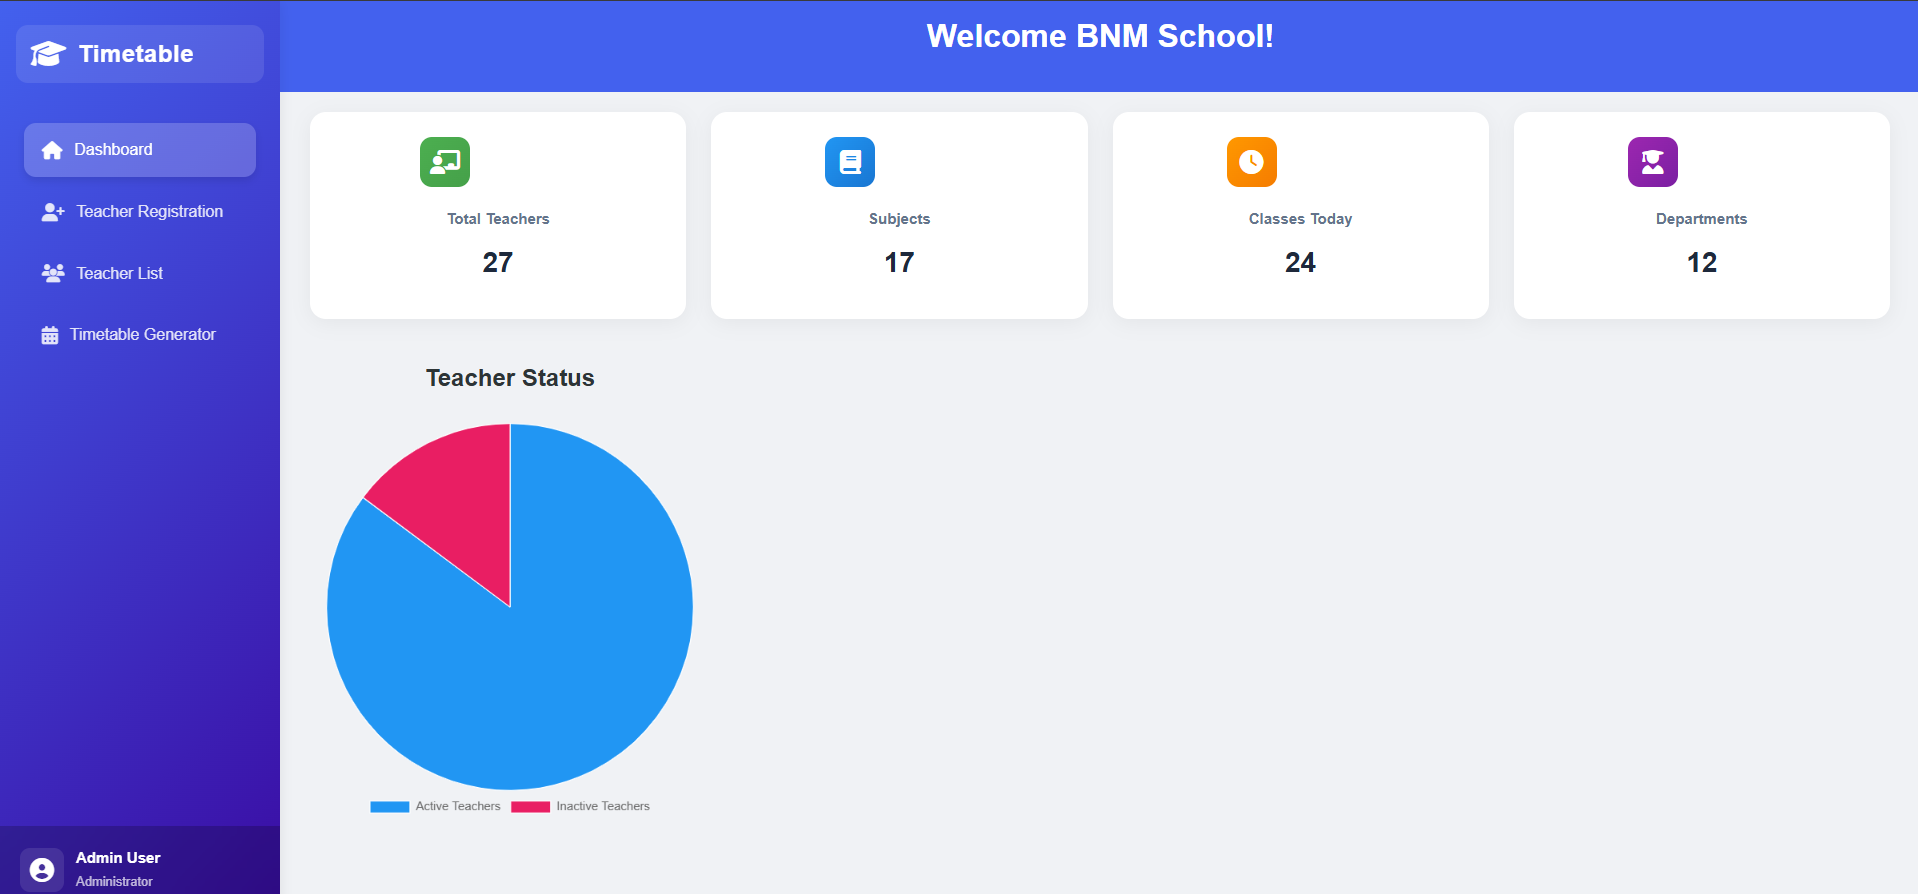 Timetable
Dashboard
Teacher Registration
Teacher List
Timetable Generator
Admin User
Administrator
Welcome BNM School!
Total Teachers
27
Subjects
17
Classes Today
24
Departments
12
Teacher Status
Active Teachers Inactive Teachers